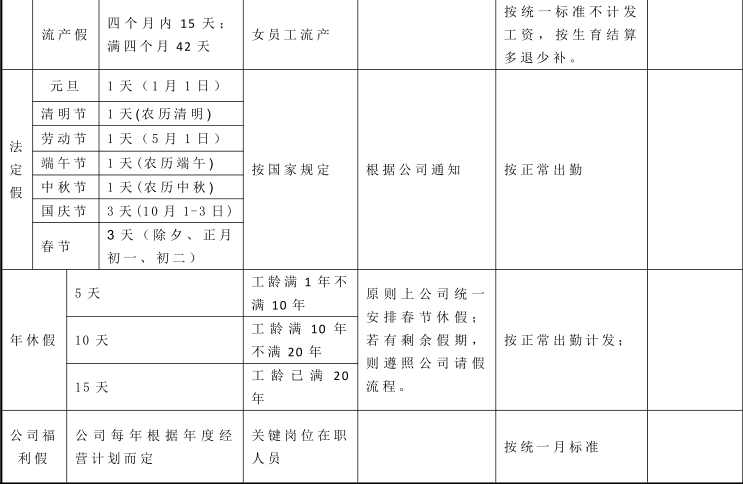 流产假
四个月内 15 天；
满四个月 42 天
女员工流产
按统一标准不计发
工资，按生育结算
多退少补。
法
定
假
元旦
1 天（1 月 1 日）
清明节
1 天(农历清明)
劳动节
1 天（5 月 1 日）
端午节
1 天(农历端午)
中秋节
1 天(农历中秋)
国庆节
3 天(10 月 1-3 日)
春节
3 天（除夕、正月
初一、初二）
按国家规定
根据公司通知
按正常出勤
年休假
5 天
工龄满 1 年不
满 10 年
10 天
工龄满 10 年
不满 20 年
15 天
工龄已满 20
年
原则上公司统一
安排春节休假；
若有剩余假期，
则遵照公司请假
流程。
按正常出勤计发；
公司福
利假
公司每年根据年度经
营计划而定
关键岗位在职
人员
按统一月标准